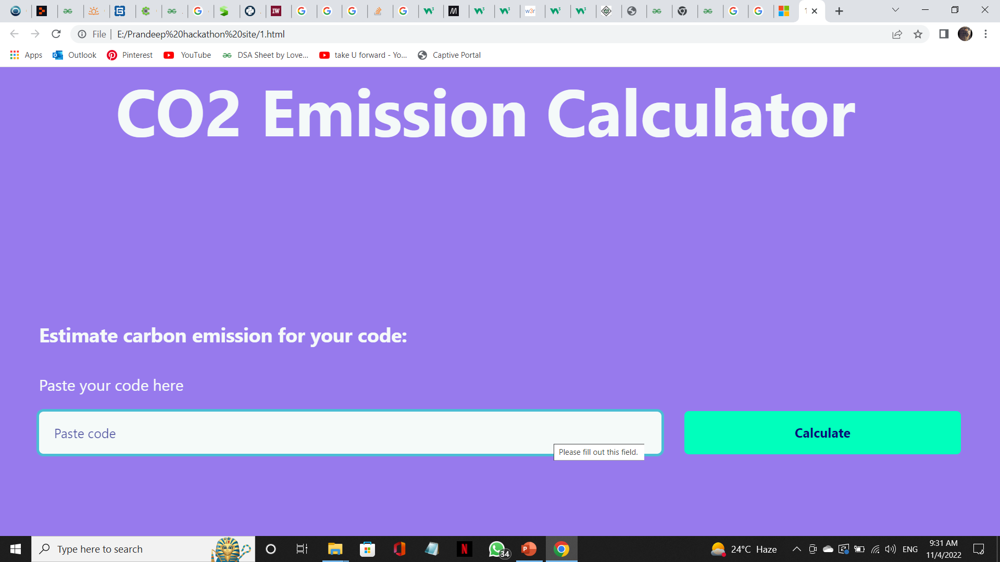 File E:/Prandeep%20hackathon%20site/1.html
Apps Outlook Pinterest YouTube DSA Sheet by Love... take U forward - Yo... Captive Portal
CO2 Emission Calculator
Estimate carbon emission for your code:
Paste your code here
Paste code
Calculate
Please fill out this field.
Type here to search
34
24°C Haze
ENG
9:31 AM
11/4/2022